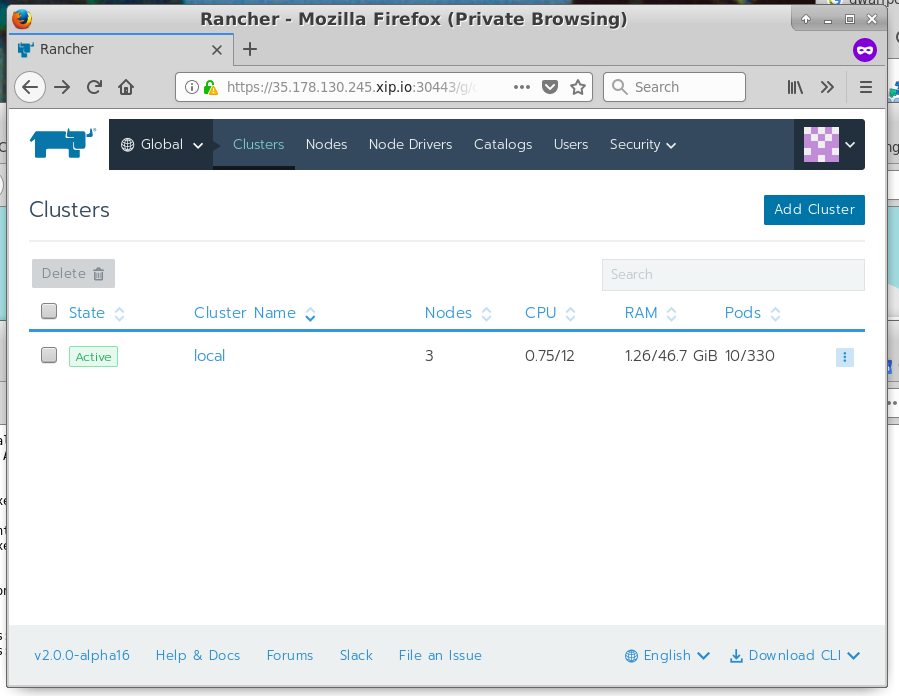 Rancher - Mozilla Firefox (Private Browsing)
Rancher
https://35.178.130.245.xip.io:30443/g/
Search
Global Clusters Nodes Node Drivers Catalogs Users Security
Clusters
Add Cluster
Delete
Search
State Cluster Name Nodes CPU RAM Pods
Active local 3 0.75/12 1.26/46.7 GiB 10/330
v2.0.0-alpha16 Help & Docs Forums Slack File an Issue English Download CLI